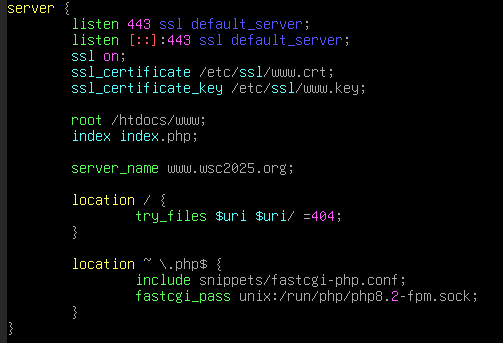 server {
listen 443 ssl default_server;
listen [::]:443 ssl default_server;
ssl on;
ssl_certificate /etc/ssl/www.crt;
ssl_certificate_key /etc/ssl/www.key;
root /htdocs/www;
index index.php;
server_name www.wsc2025.org;
location / {
try_files $uri $uri/ =404;
}
location ~ \.php$ {
include snippets/fastcgi-php.conf;
fastcgi_pass unix:/run/php/php8.2-fpm.sock;
}
}